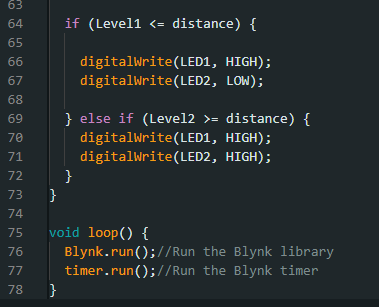 63
64 if (Level1 <= distance) {
65
66 digitalWrite(LED1, HIGH);
67 digitalWrite(LED2, LOW);
68
69 } else if (Level2 >= distance) {
70 digitalWrite(LED1, HIGH);
71 digitalWrite(LED2, HIGH);
72 }
73 }
74
75 void loop() {
76 Blynk.run();//Run the Blynk library
77 timer.run();//Run the Blynk timer
78 }